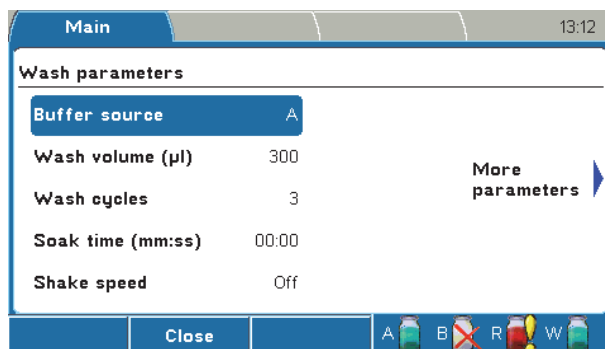 Main 13:12
Wash parameters
Buffer source A
Wash volume (µl) 300
Wash cycles 3
Soak time (mm:ss) 00:00
Shake speed Off
More
parameters
Close
A B R W